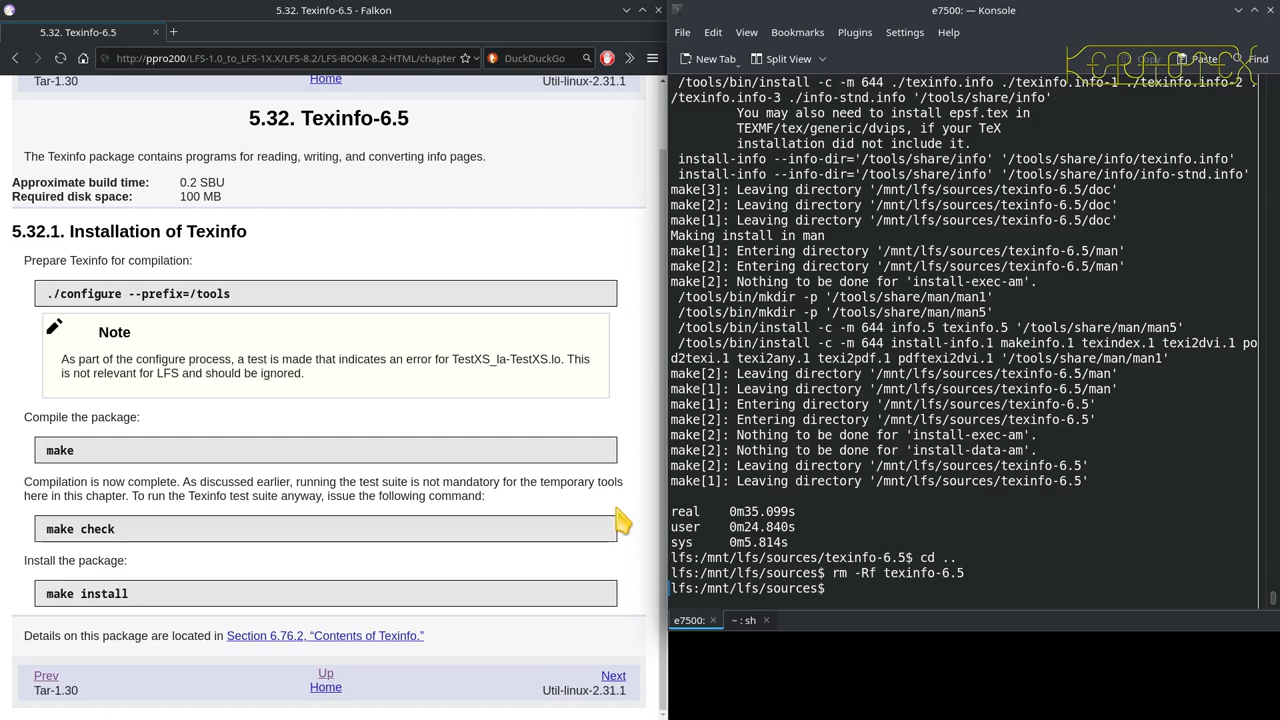 5.32. Texinfo-6.5 - Falkon
5.32. Texinfo-6.5
http://ppro200/LFS-1.0_to_LFS-1X.X/LFS-8.2/LFS-BOOK-8.2-HTML/chapter
DuckDuckGo
Tar-1.30
Home
Util-linux-2.31.1
5.32. Texinfo-6.5
The Texinfo package contains programs for reading, writing, and converting info pages.
Approximate build time: 0.2 SBU
Required disk space: 100 MB
5.32.1. Installation of Texinfo
Prepare Texinfo for compilation:
./configure --prefix=/tools
Note
As part of the configure process, a test is made that indicates an error for TestXS_la-TestXS.lo. This
is not relevant for LFS and should be ignored.
Compile the package:
make
Compilation is now complete. As discussed earlier, running the test suite is not mandatory for the temporary tools
here in this chapter. To run the Texinfo test suite anyway, issue the following command:
make check
Install the package:
make install
Details on this package are located in Section 6.76.2, “Contents of Texinfo.”
Prev
Up
Next
Tar-1.30
Home
Util-linux-2.31.1
e7500: — Konsole
File Edit View Bookmarks Plugins Settings Help
New Tab Split View Copy Paste Find
/tools/bin/install -c -m 644 ./texinfo.info ./texinfo.info-1 ./texinfo.info-2 .
/texinfo.info-3 ./info-stnd.info '/tools/share/info'
You may also need to install epsf.tex in
TEXMF/tex/generic/dvips, if your TeX
installation did not include it.
install-info --info-dir='/tools/share/info' '/tools/share/info/texinfo.info'
install-info --info-dir='/tools/share/info' '/tools/share/info/info-stnd.info'
make[3]: Leaving directory '/mnt/lfs/sources/texinfo-6.5/doc'
make[2]: Leaving directory '/mnt/lfs/sources/texinfo-6.5/doc'
make[1]: Leaving directory '/mnt/lfs/sources/texinfo-6.5/doc'
Making install in man
make[1]: Entering directory '/mnt/lfs/sources/texinfo-6.5/man'
make[2]: Entering directory '/mnt/lfs/sources/texinfo-6.5/man'
make[2]: Nothing to be done for 'install-exec-am'.
/tools/bin/mkdir -p '/tools/share/man/man1'
/tools/bin/mkdir -p '/tools/share/man/man5'
/tools/bin/install -c -m 644 info.5 texinfo.5 '/tools/share/man/man5'
/tools/bin/install -c -m 644 install-info.1 makeinfo.1 texindex.1 texi2dvi.1 po
d2texi.1 texi2any.1 texi2pdf.1 pdftexi2dvi.1 '/tools/share/man/man1'
make[2]: Leaving directory '/mnt/lfs/sources/texinfo-6.5/man'
make[1]: Leaving directory '/mnt/lfs/sources/texinfo-6.5/man'
make[1]: Entering directory '/mnt/lfs/sources/texinfo-6.5'
make[2]: Entering directory '/mnt/lfs/sources/texinfo-6.5'
make[2]: Nothing to be done for 'install-exec-am'.
make[2]: Nothing to be done for 'install-data-am'.
make[2]: Leaving directory '/mnt/lfs/sources/texinfo-6.5'
make[1]: Leaving directory '/mnt/lfs/sources/texinfo-6.5'
real 0m35.099s
user 0m24.840s
sys 0m5.814s
lfs:/mnt/lfs/sources/texinfo-6.5$ cd ..
lfs:/mnt/lfs/sources$ rm -Rf texinfo-6.5
lfs:/mnt/lfs/sources$
e7500:
~ : sh